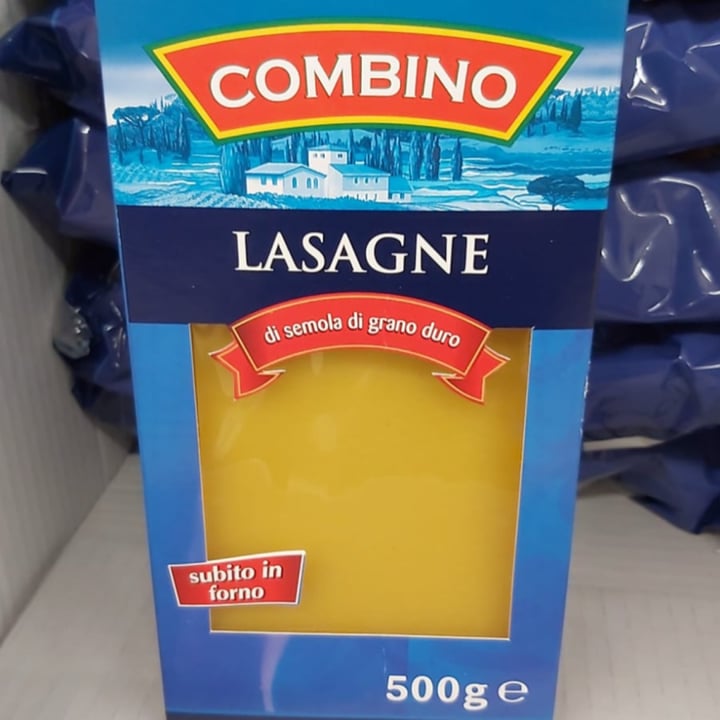 COMBINO
LASAGNE
di semola di grano duro
subito in
forno
500g ℮